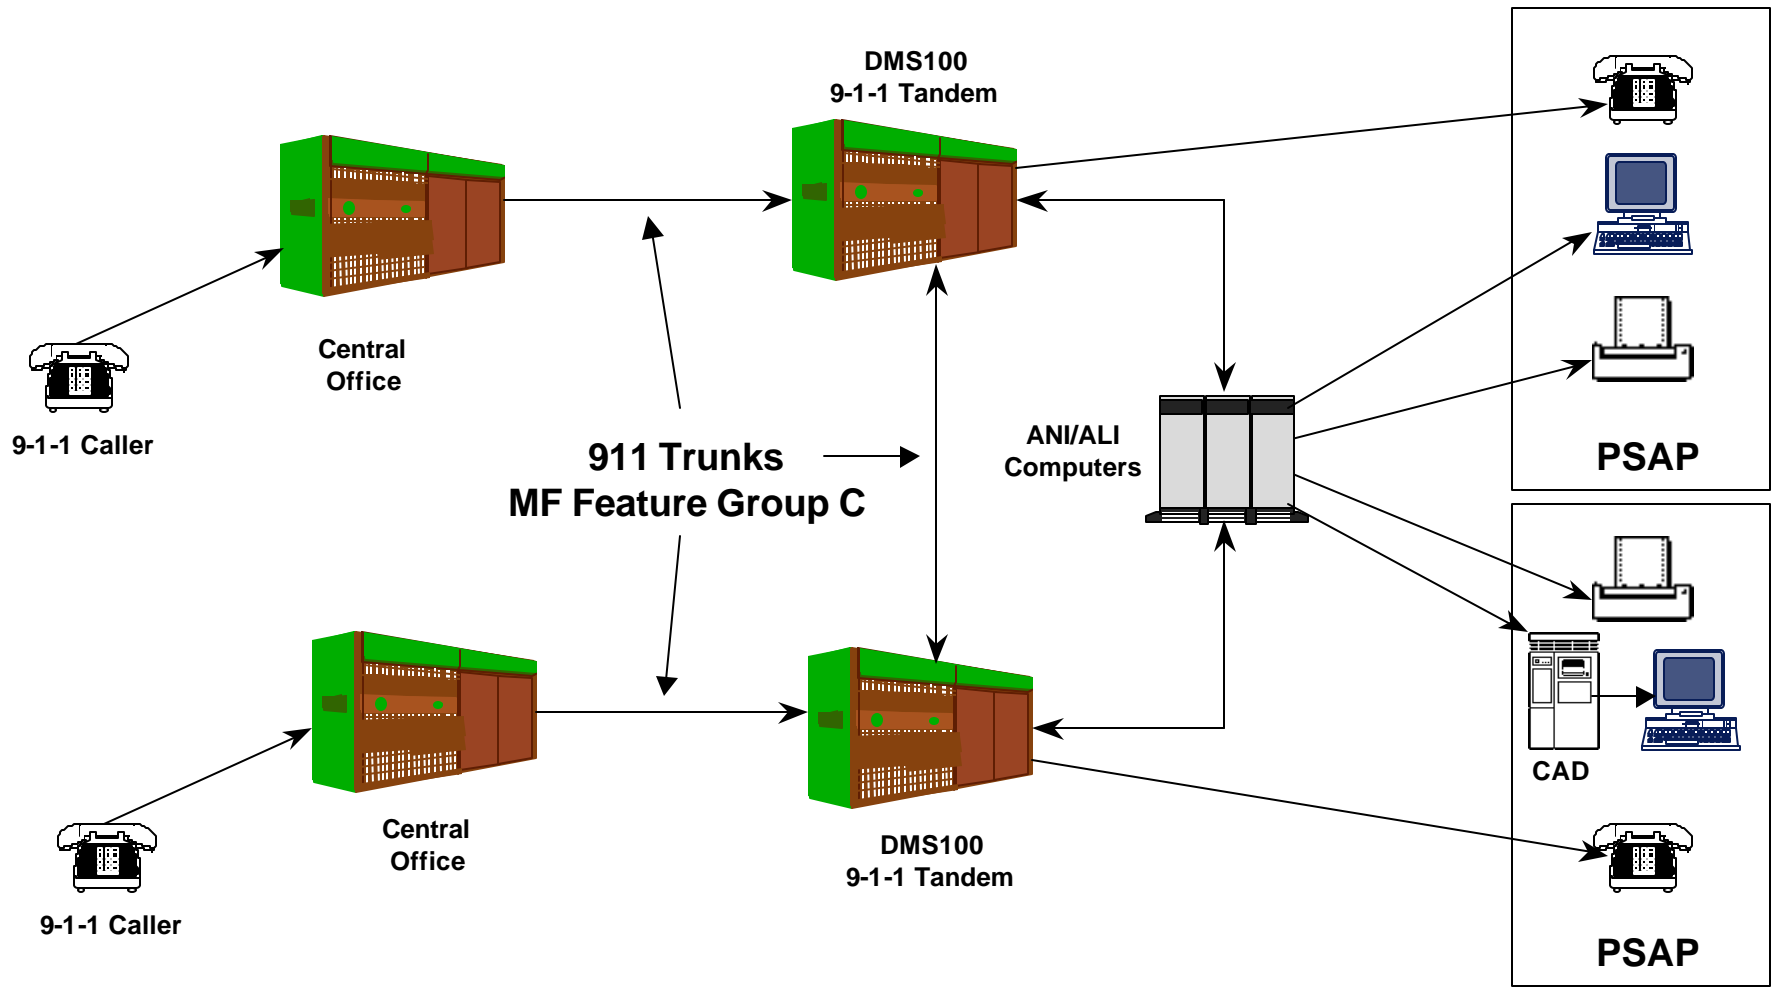 DMS100
9-1-1 Tandem
Central
Office
9-1-1 Caller
911 Trunks
MF Feature Group C
ANI/ALI
Computers
PSAP
CAD
Central
Office
DMS100
9-1-1 Tandem
9-1-1 Caller
PSAP